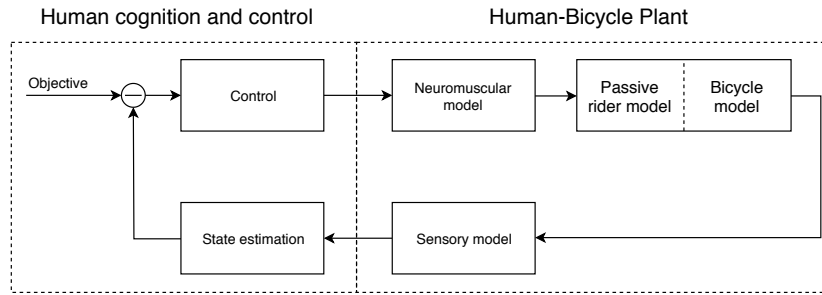 Human cognition and control
Human-Bicycle Plant
Objective
Control
Neuromuscular
model
Passive
rider model
Bicycle
model
State estimation
Sensory model